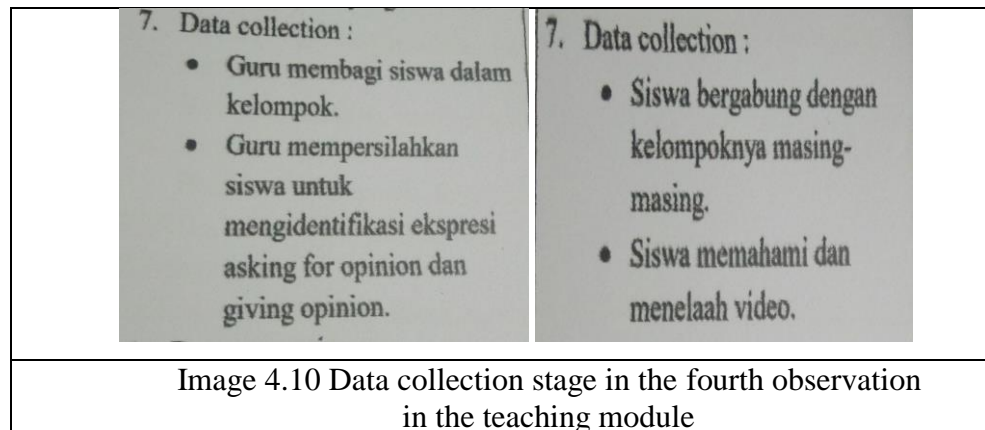 7. Data collection :
• Guru membagi siswa dalam
kelompok.
• Guru mempersilahkan
siswa untuk
mengidentifikasi ekspresi
asking for opinion dan
giving opinion.
7. Data collection :
• Siswa bergabung dengan
kelompoknya masing-
masing.
• Siswa memahami dan
menelaah video.
Image 4.10 Data collection stage in the fourth observation
in the teaching module